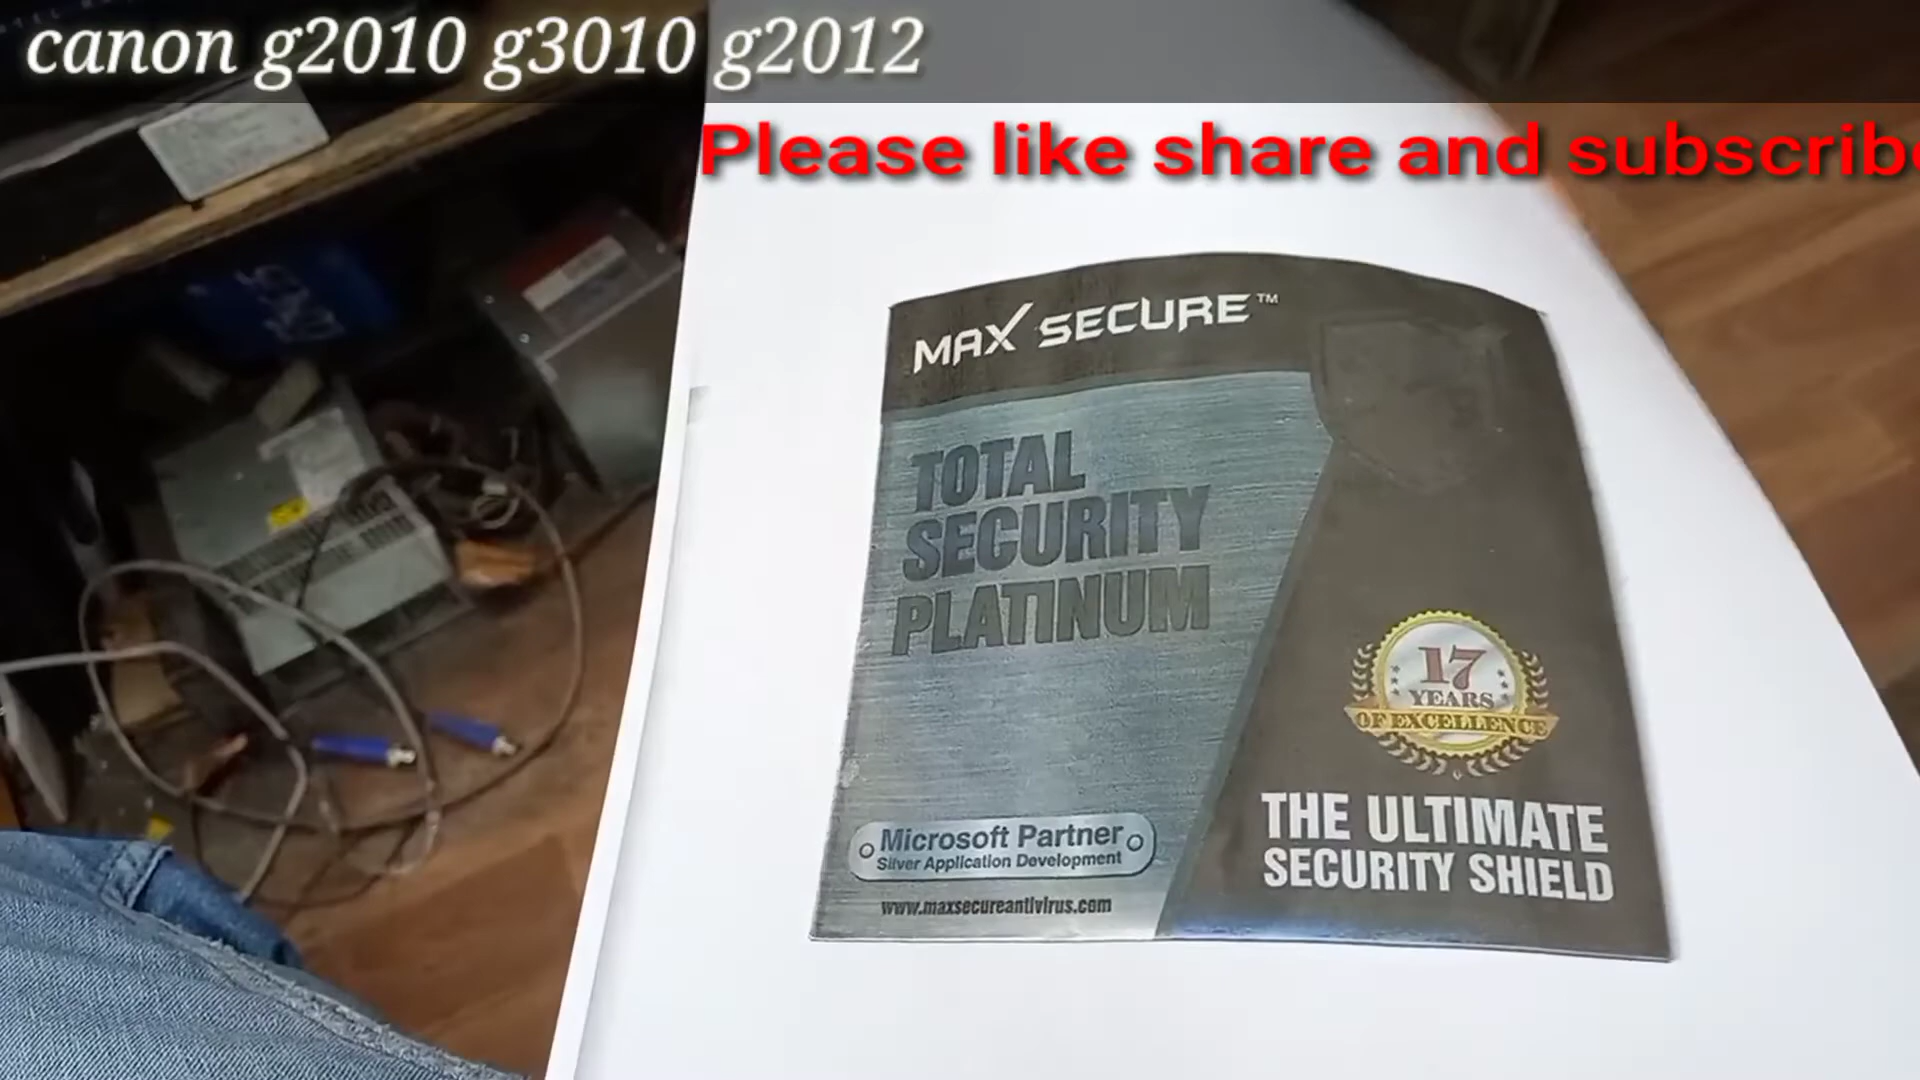 canon g2010 g3010 g2012
Please like share and subscribe
MAX SECURE™
TOTAL
SECURITY
PLATINUM
17
YEARS
OF EXCELLENCE
THE ULTIMATE
SECURITY SHIELD
Microsoft Partner
Silver Application Development
www.maxsecureantivirus.com